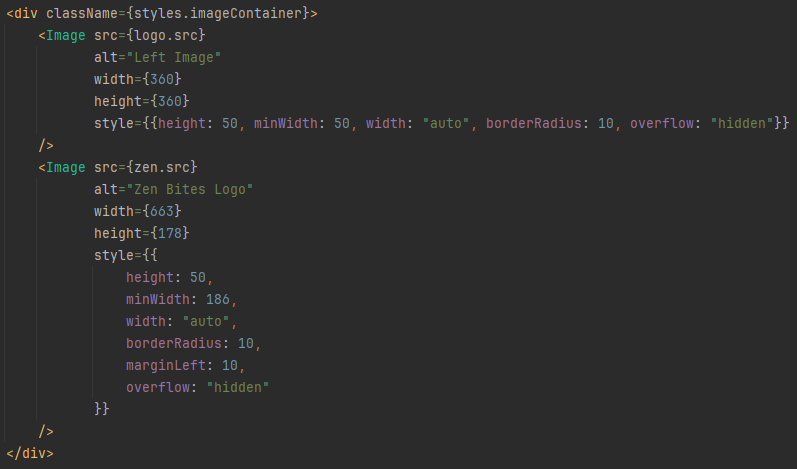 <div className={styles.imageContainer}>
    <Image src={logo.src}
           alt="Left Image"
           width={360}
           height={360}
           style={{height: 50, minWidth: 50, width: "auto", borderRadius: 10, overflow: "hidden"}}
    />
    <Image src={zen.src}
           alt="Zen Bites Logo"
           width={663}
           height={178}
           style={{
               height: 50,
               minWidth: 186,
               width: "auto",
               borderRadius: 10,
               marginLeft: 10,
               overflow: "hidden"
           }}
    />
</div>